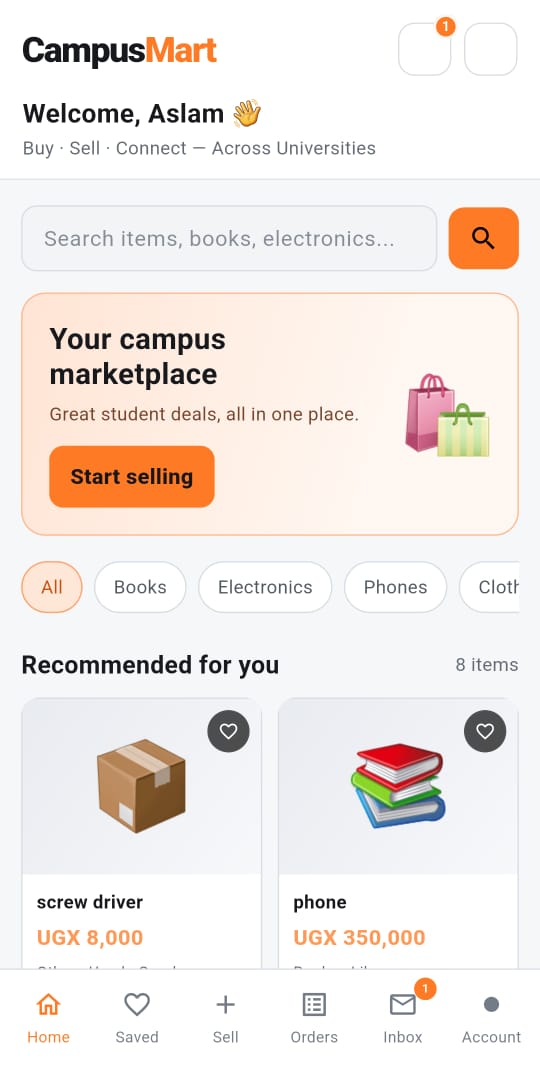 CampusMart
1
Welcome, Aslam 👋
Buy · Sell · Connect — Across Universities
Search items, books, electronics...
Your campus
marketplace
Great student deals, all in one place.
Start selling
All
Books
Electronics
Phones
Cloth
Recommended for you
8 items
screw driver
phone
UGX 8,000
UGX 350,000
1
Home
Saved
Sell
Orders
Inbox
Account